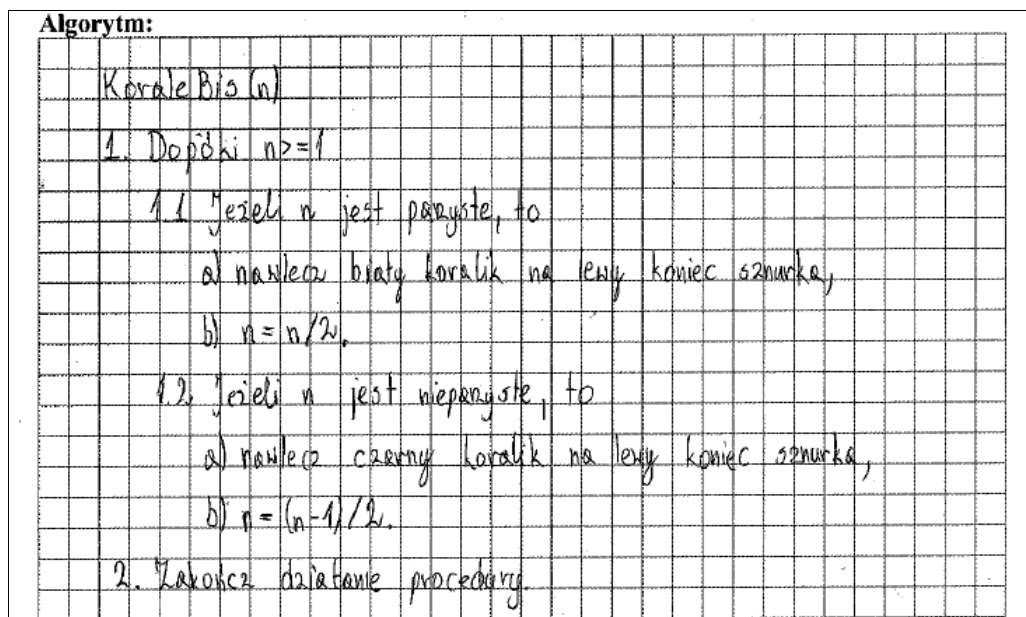 Algorytm:
KoraleBis(n)
1. Dopóki n>=1
1.1 Jeżeli n jest parzyste, to
a) nawlecz biały koralik na lewy koniec sznurka,
b) n=n/2.
1.2. Jeżeli n jest nieparzyste, to
a) nawlecz czarny koralik na lewy koniec sznurka,
b) n=(n-1)/2.
2. Zakończ działanie procedury.